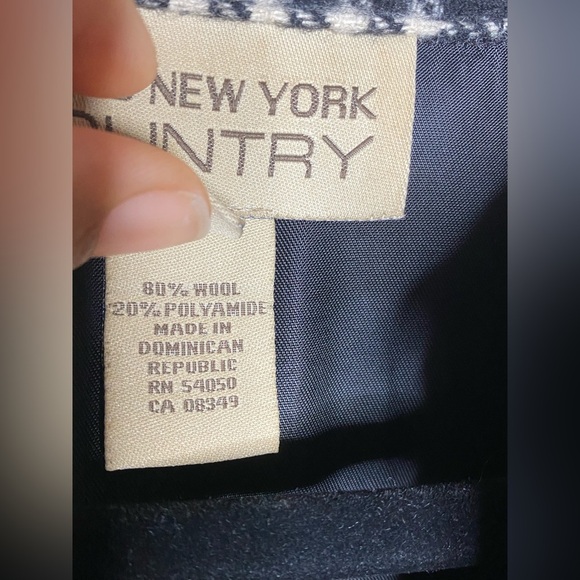 NEW YORK
UNTRY
80% WOOL
20% POLYAMIDE
MADE IN
DOMINICAN
REPUBLIC
RN 54050
CA 08349